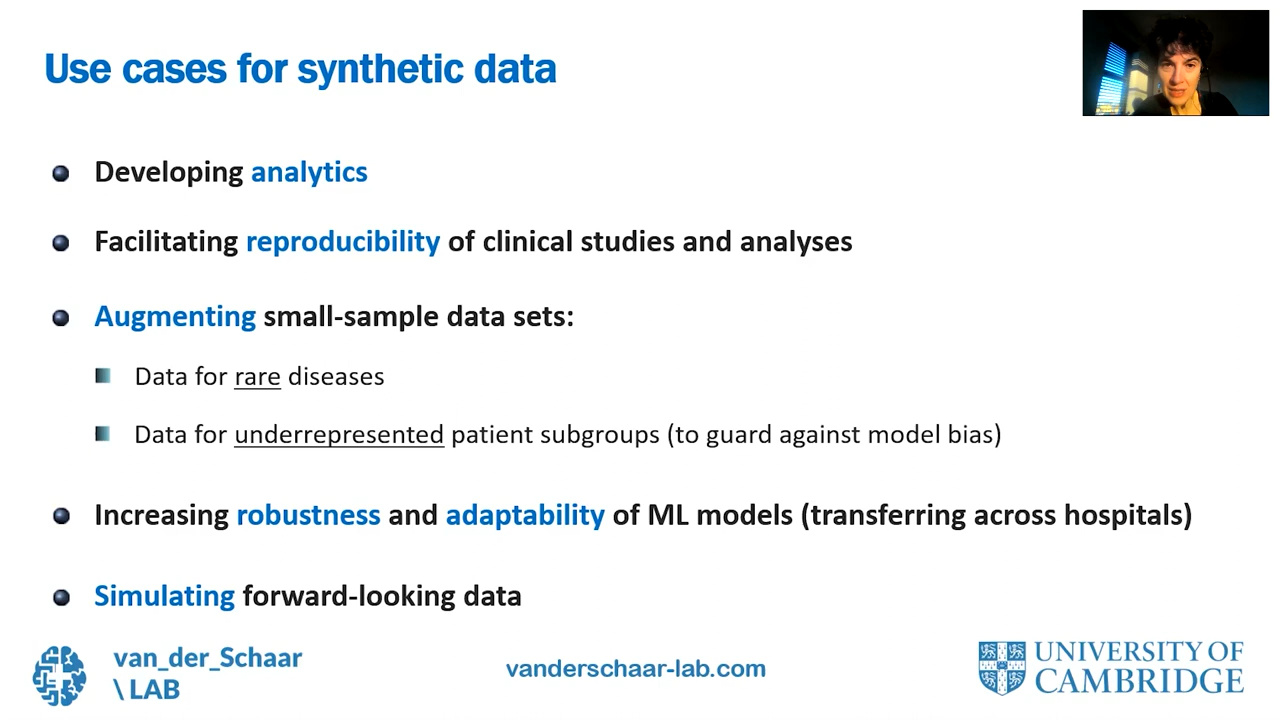 Use cases for synthetic data
Developing analytics
Facilitating reproducibility of clinical studies and analyses
Augmenting small-sample data sets:
Data for rare diseases
Data for underrepresented patient subgroups (to guard against model bias)
Increasing robustness and adaptability of ML models (transferring across hospitals)
Simulating forward-looking data
van_der_Schaar
\ LAB
vanderschaar-lab.com
UNIVERSITY OF
CAMBRIDGE